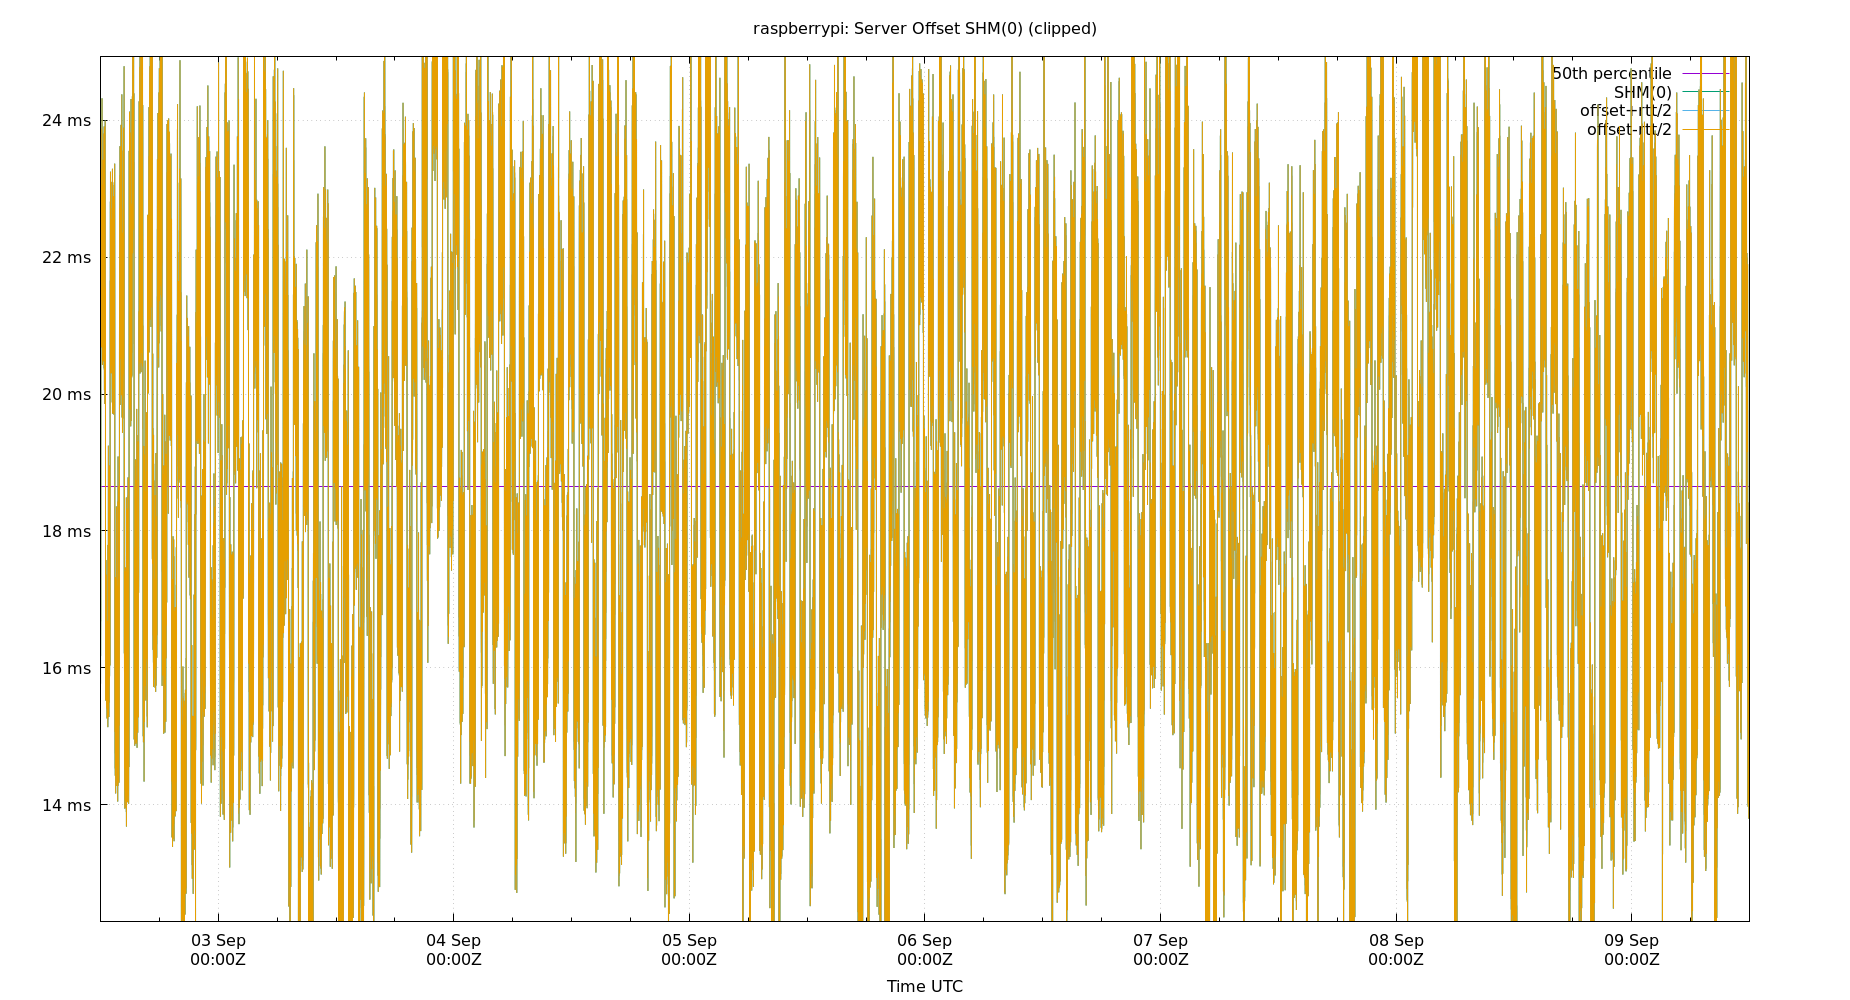 raspberrypi: Server Offset SHM(0) (clipped)
50th percentile
SHM(0)
offset+rtt/2
offset-rtt/2
24 ms
22 ms
20 ms
18 ms
16 ms
14 ms
03 Sep 04 Sep 05 Sep 06 Sep 07 Sep 08 Sep 09 Sep
00:00Z 00:00Z 00:00Z 00:00Z 00:00Z 00:00Z 00:00Z
Time UTC